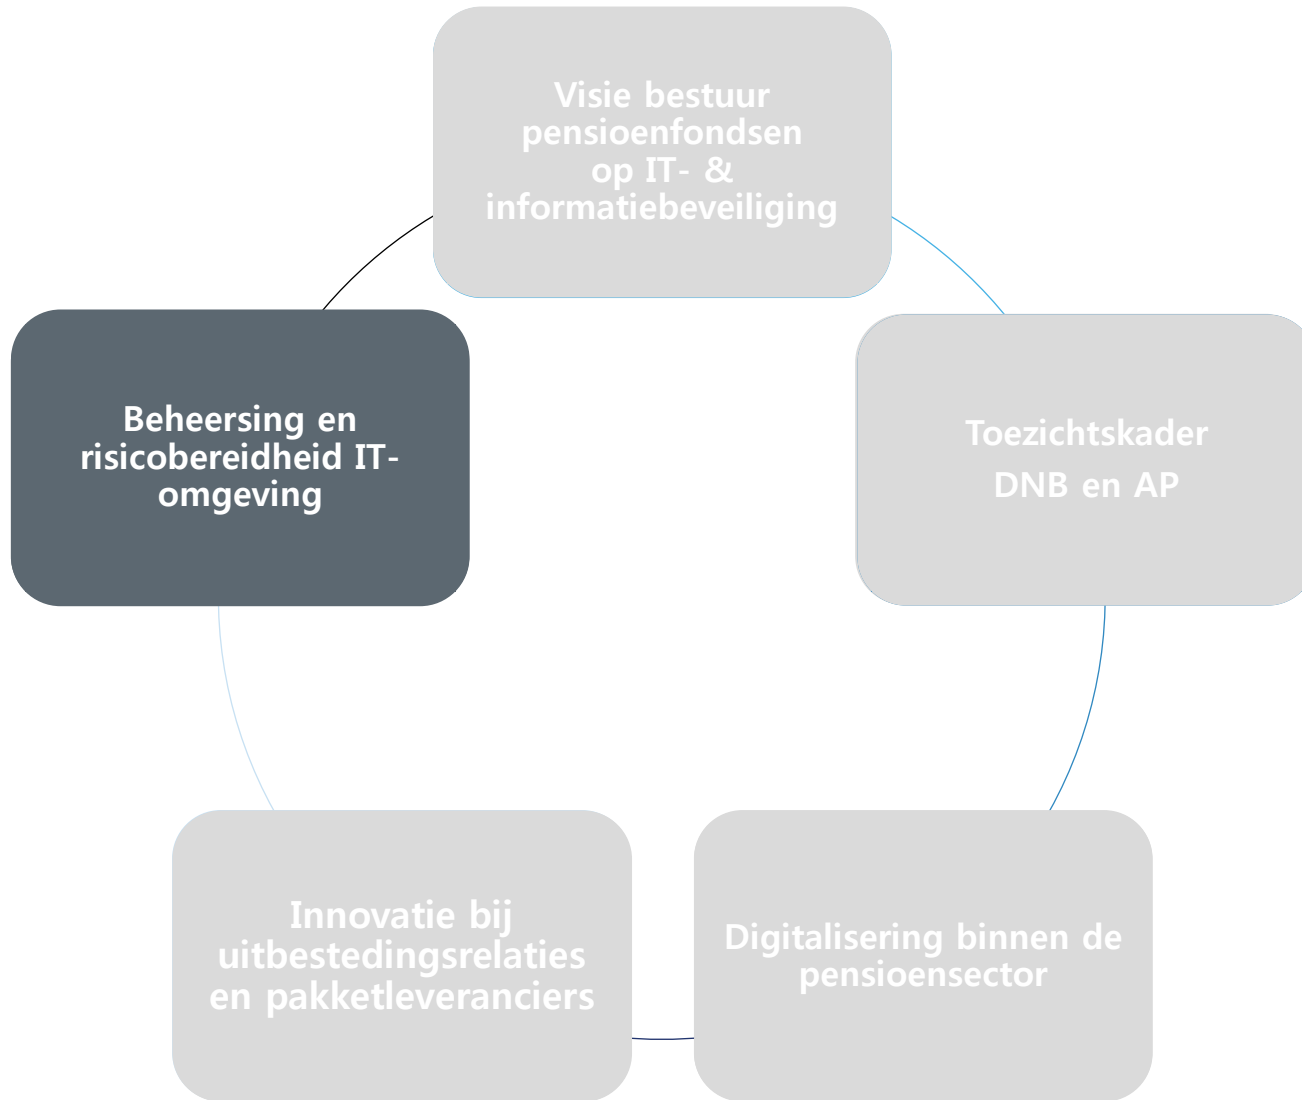 Visie bestuur
pensioenfondsen
op IT- &
informatiebeveiliging
Beheersing en
risicobereidheid IT-
omgeving
Toezichtskader
DNB en AP
Innovatie bij
uitbestedingsrelaties
en pakketleveranciers
Digitalisering binnen de
pensioensector